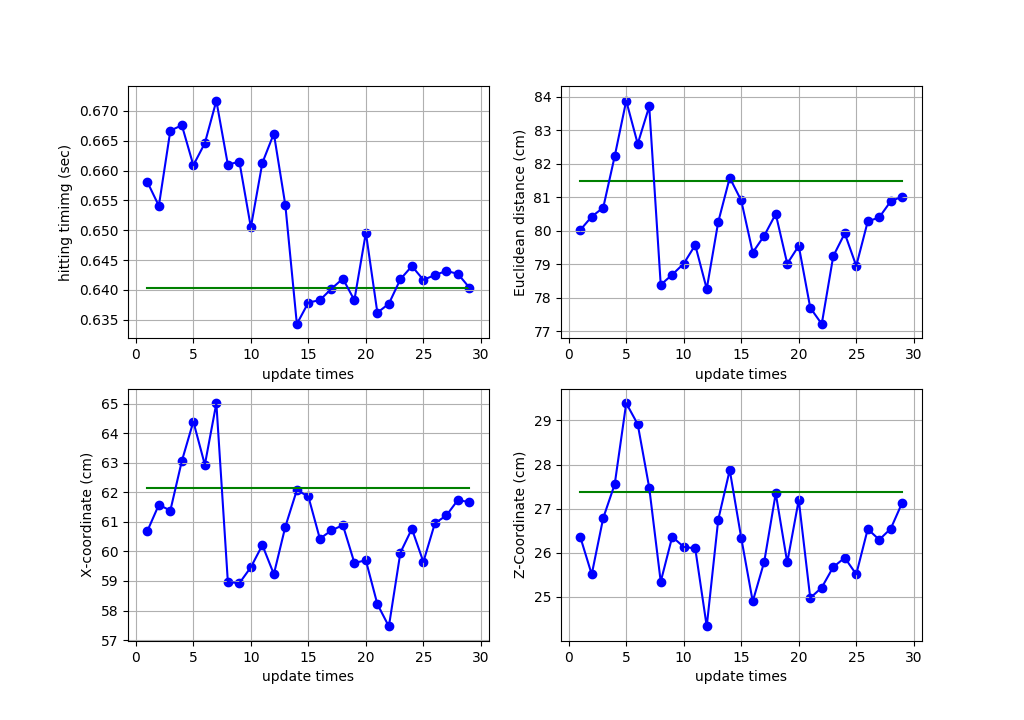 0.670
0.665
0.660
0.655
0.650
0.645
0.640
0.635
hitting timimg (sec)
0 5 10 15 20 25 30
update times
84
83
82
81
80
79
78
77
Euclidean distance (cm)
0 5 10 15 20 25 30
update times
65
64
63
62
61
60
59
58
57
X-coordinate (cm)
0 5 10 15 20 25 30
update times
29
28
27
26
25
Z-Coordinate (cm)
0 5 10 15 20 25 30
update times